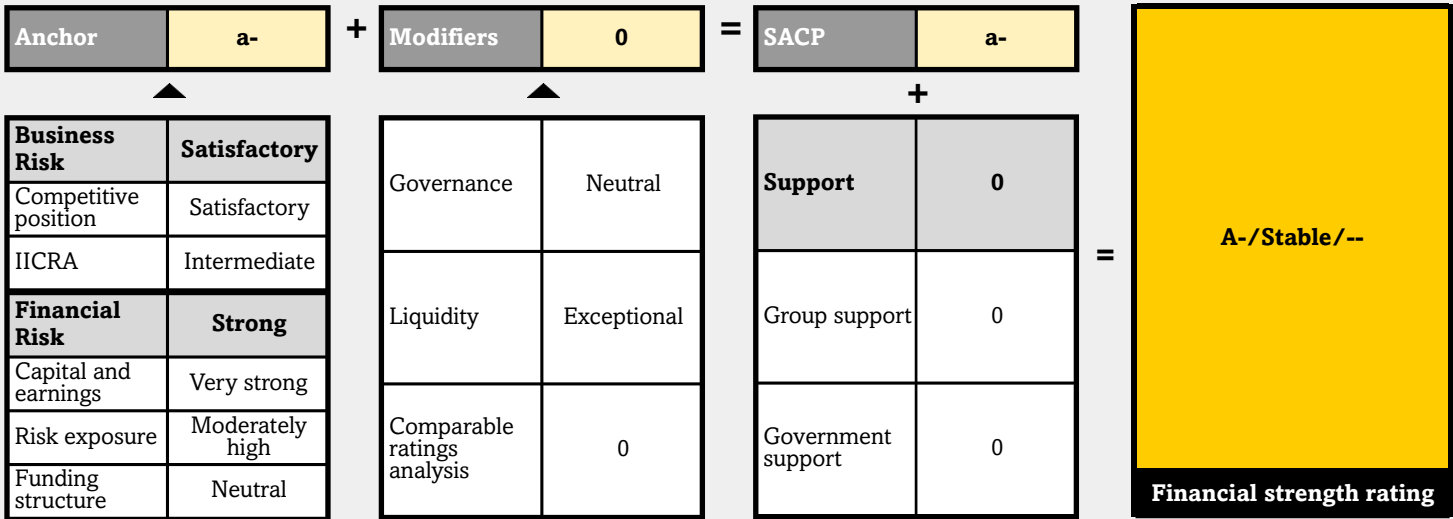 Anchor
a-
+
Modifiers
0
=
SACP
a-
+
Business
Risk
Satisfactory
Competitive
position
Satisfactory
IICRA
Intermediate
Financial
Risk
Strong
Capital and
earnings
Very strong
Risk exposure
Moderately
high
Funding
structure
Neutral
Governance
Neutral
Liquidity
Exceptional
Comparable
ratings
analysis
0
Support
0
Group support
0
Government
support
0
=
A-/Stable/--
Financial strength rating